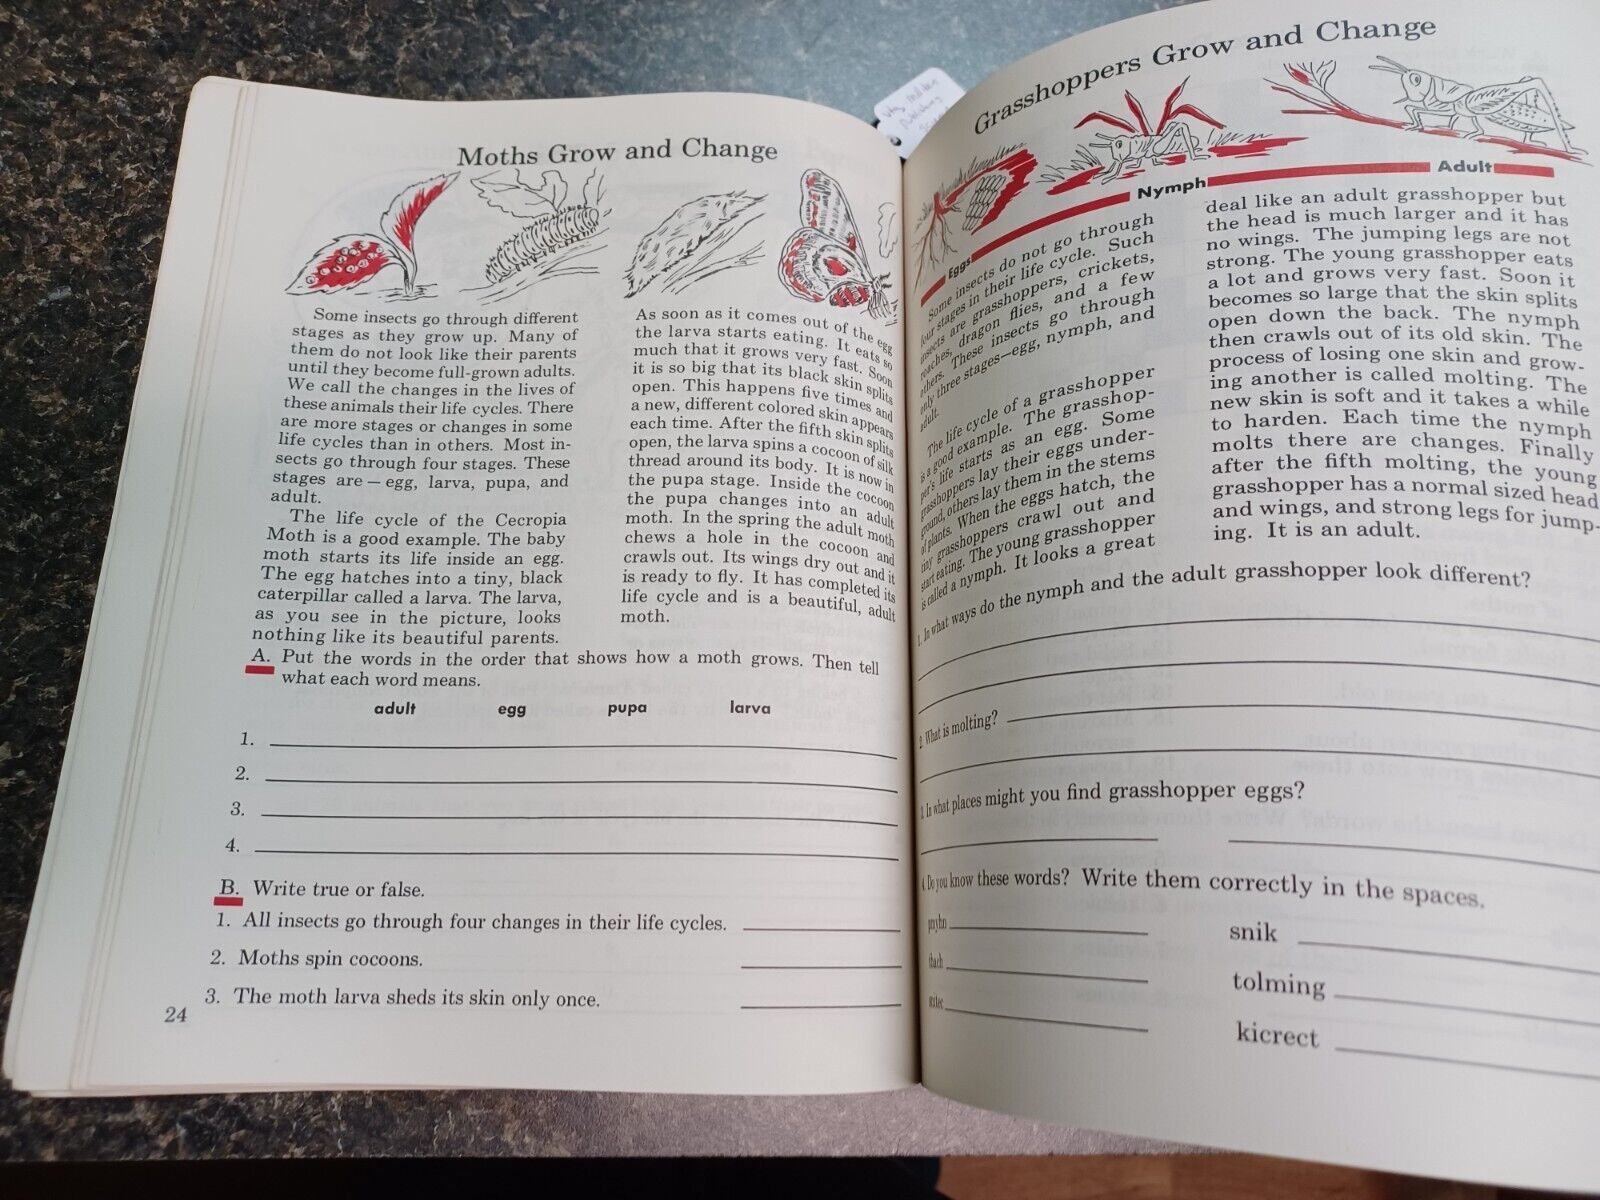 Moths Grow and Change
Some insects go through different
stages as they grow up. Many of
them do not look like their parents
until they become full-grown adults.
We call the changes in the lives of
these animals their life cycles. There
are more stages or changes in some
life cycles than in others. Most in-
sects go through four stages. These
stages are — egg, larva, pupa, and
adult.
The life cycle of the Cecropia
Moth is a good example. The baby
moth starts its life inside an egg.
The egg hatches into a tiny, black
caterpillar called a larva. The larva,
as you see in the picture, looks
nothing like its beautiful parents.
As soon as it comes out of the egg
the larva starts eating. It eats so
much that it grows very fast. Soon
it is so big that its black skin splits
open. This happens five times and
a new, different colored skin appears
each time. After the fifth skin splits
open, the larva spins a cocoon of silk
thread around its body. It is now in
the pupa stage. Inside the cocoon
the pupa changes into an adult
moth. In the spring the adult moth
chews a hole in the cocoon and
crawls out. Its wings dry out and it
is ready to fly. It has completed its
life cycle and is a beautiful, adult
moth.
A. Put the words in the order that shows how a moth grows. Then tell
what each word means.
adult egg pupa larva
1.
2.
3.
4.
B. Write true or false.
1. All insects go through four changes in their life cycles.
2. Moths spin cocoons.
3. The moth larva sheds its skin only once.
24
Grasshoppers Grow and Change
Eggs Nymph Adult
Some insects do not go through
four stages in their life cycle. Such
insects are grasshoppers, crickets,
roaches, dragon flies, and a few
others. These insects go through
only three stages—egg, nymph, and
adult.
The life cycle of a grasshopper
is a good example. The grasshop-
per's life starts as an egg. Some
grasshoppers lay their eggs under-
ground, others lay them in the stems
of plants. When the eggs hatch, the
tiny grasshoppers crawl out and
start eating. The young grasshopper
is called a nymph. It looks a great
deal like an adult grasshopper but
the head is much larger and it has
no wings. The jumping legs are not
strong. The young grasshopper eats
a lot and grows very fast. Soon it
becomes so large that the skin splits
open down the back. The nymph
then crawls out of its old skin. The
process of losing one skin and grow-
ing another is called molting. The
new skin is soft and it takes a while
to harden. Each time the nymph
molts there are changes. Finally
after the fifth molting, the young
grasshopper has a normal sized head
and wings, and strong legs for jump-
ing. It is an adult.
1. In what ways do the nymph and the adult grasshopper look different?
2. What is molting?
3. In what places might you find grasshopper eggs?
4. Do you know these words? Write them correctly in the spaces.
snik
tolming
kicrect